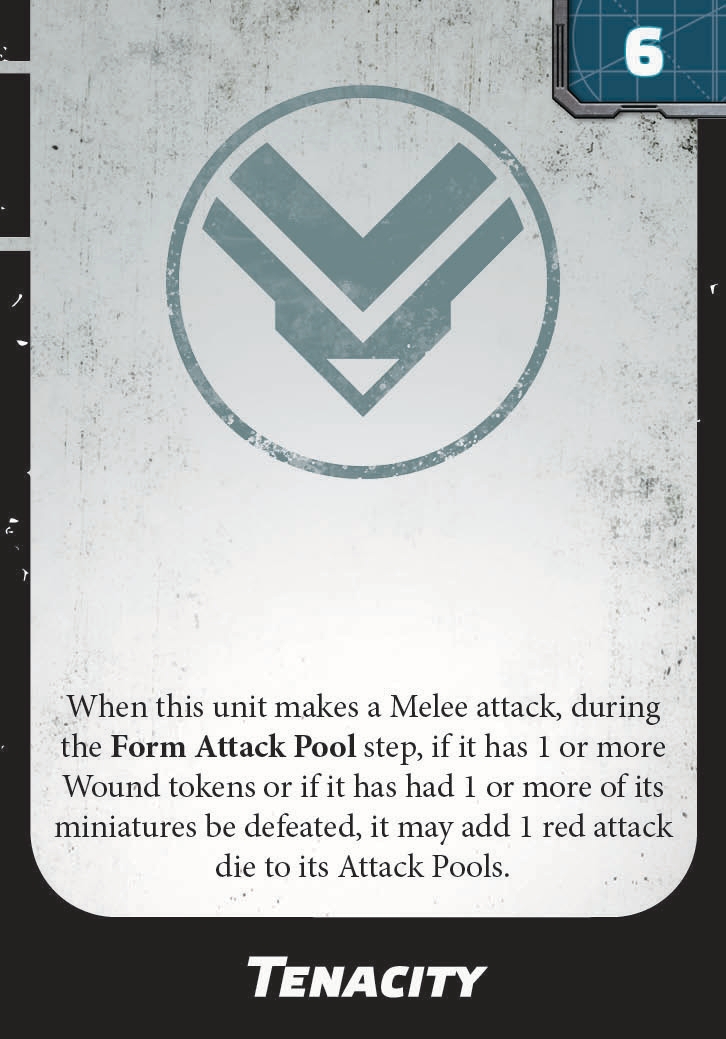 6
When this unit makes a Melee attack, during
the Form Attack Pool step, if it has 1 or more
Wound tokens or if it has had 1 or more of its
miniatures be defeated, it may add 1 red attack
die to its Attack Pools.
TENACITY